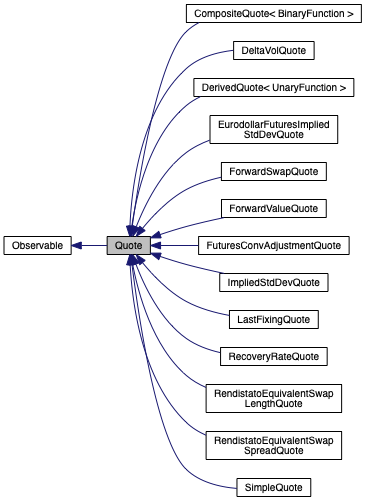 CompositeQuote< BinaryFunction >
DeltaVolQuote
DerivedQuote< UnaryFunction >
EurodollarFuturesImplied
StdDevQuote
ForwardSwapQuote
ForwardValueQuote
Observable
Quote
FuturesConvAdjustmentQuote
ImpliedStdDevQuote
LastFixingQuote
RecoveryRateQuote
RendistatoEquivalentSwap
LengthQuote
RendistatoEquivalentSwap
SpreadQuote
SimpleQuote